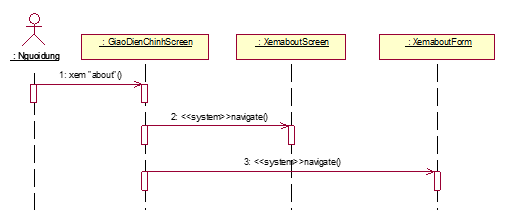 : Nguoidung
: GiaoDienChinhScreen
: XemaboutScreen
: XemaboutForm
1: xem "about"()
2: <<system>>navigate()
3: <<system>>navigate()